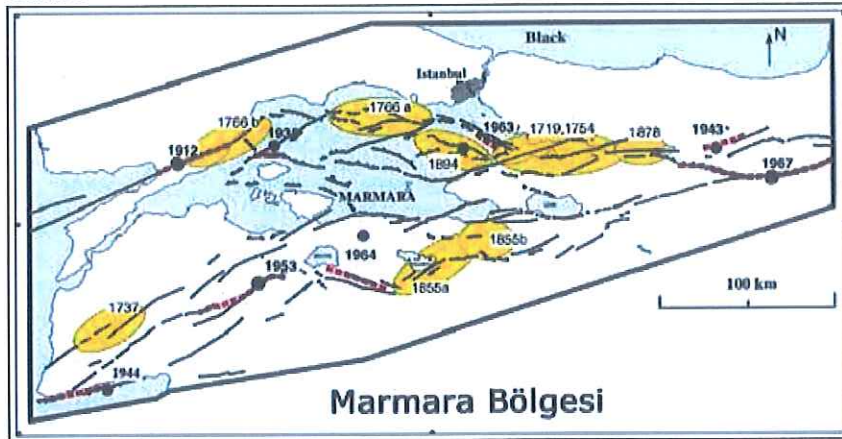 Black
N
Istanbul
1766 b
1766 a
1912
1963
1719,1754
1878
1943
1894
1967
MARMARA
1964
1855b
1953
1855a
1737
100 km
1944
Marmara Bölgesi